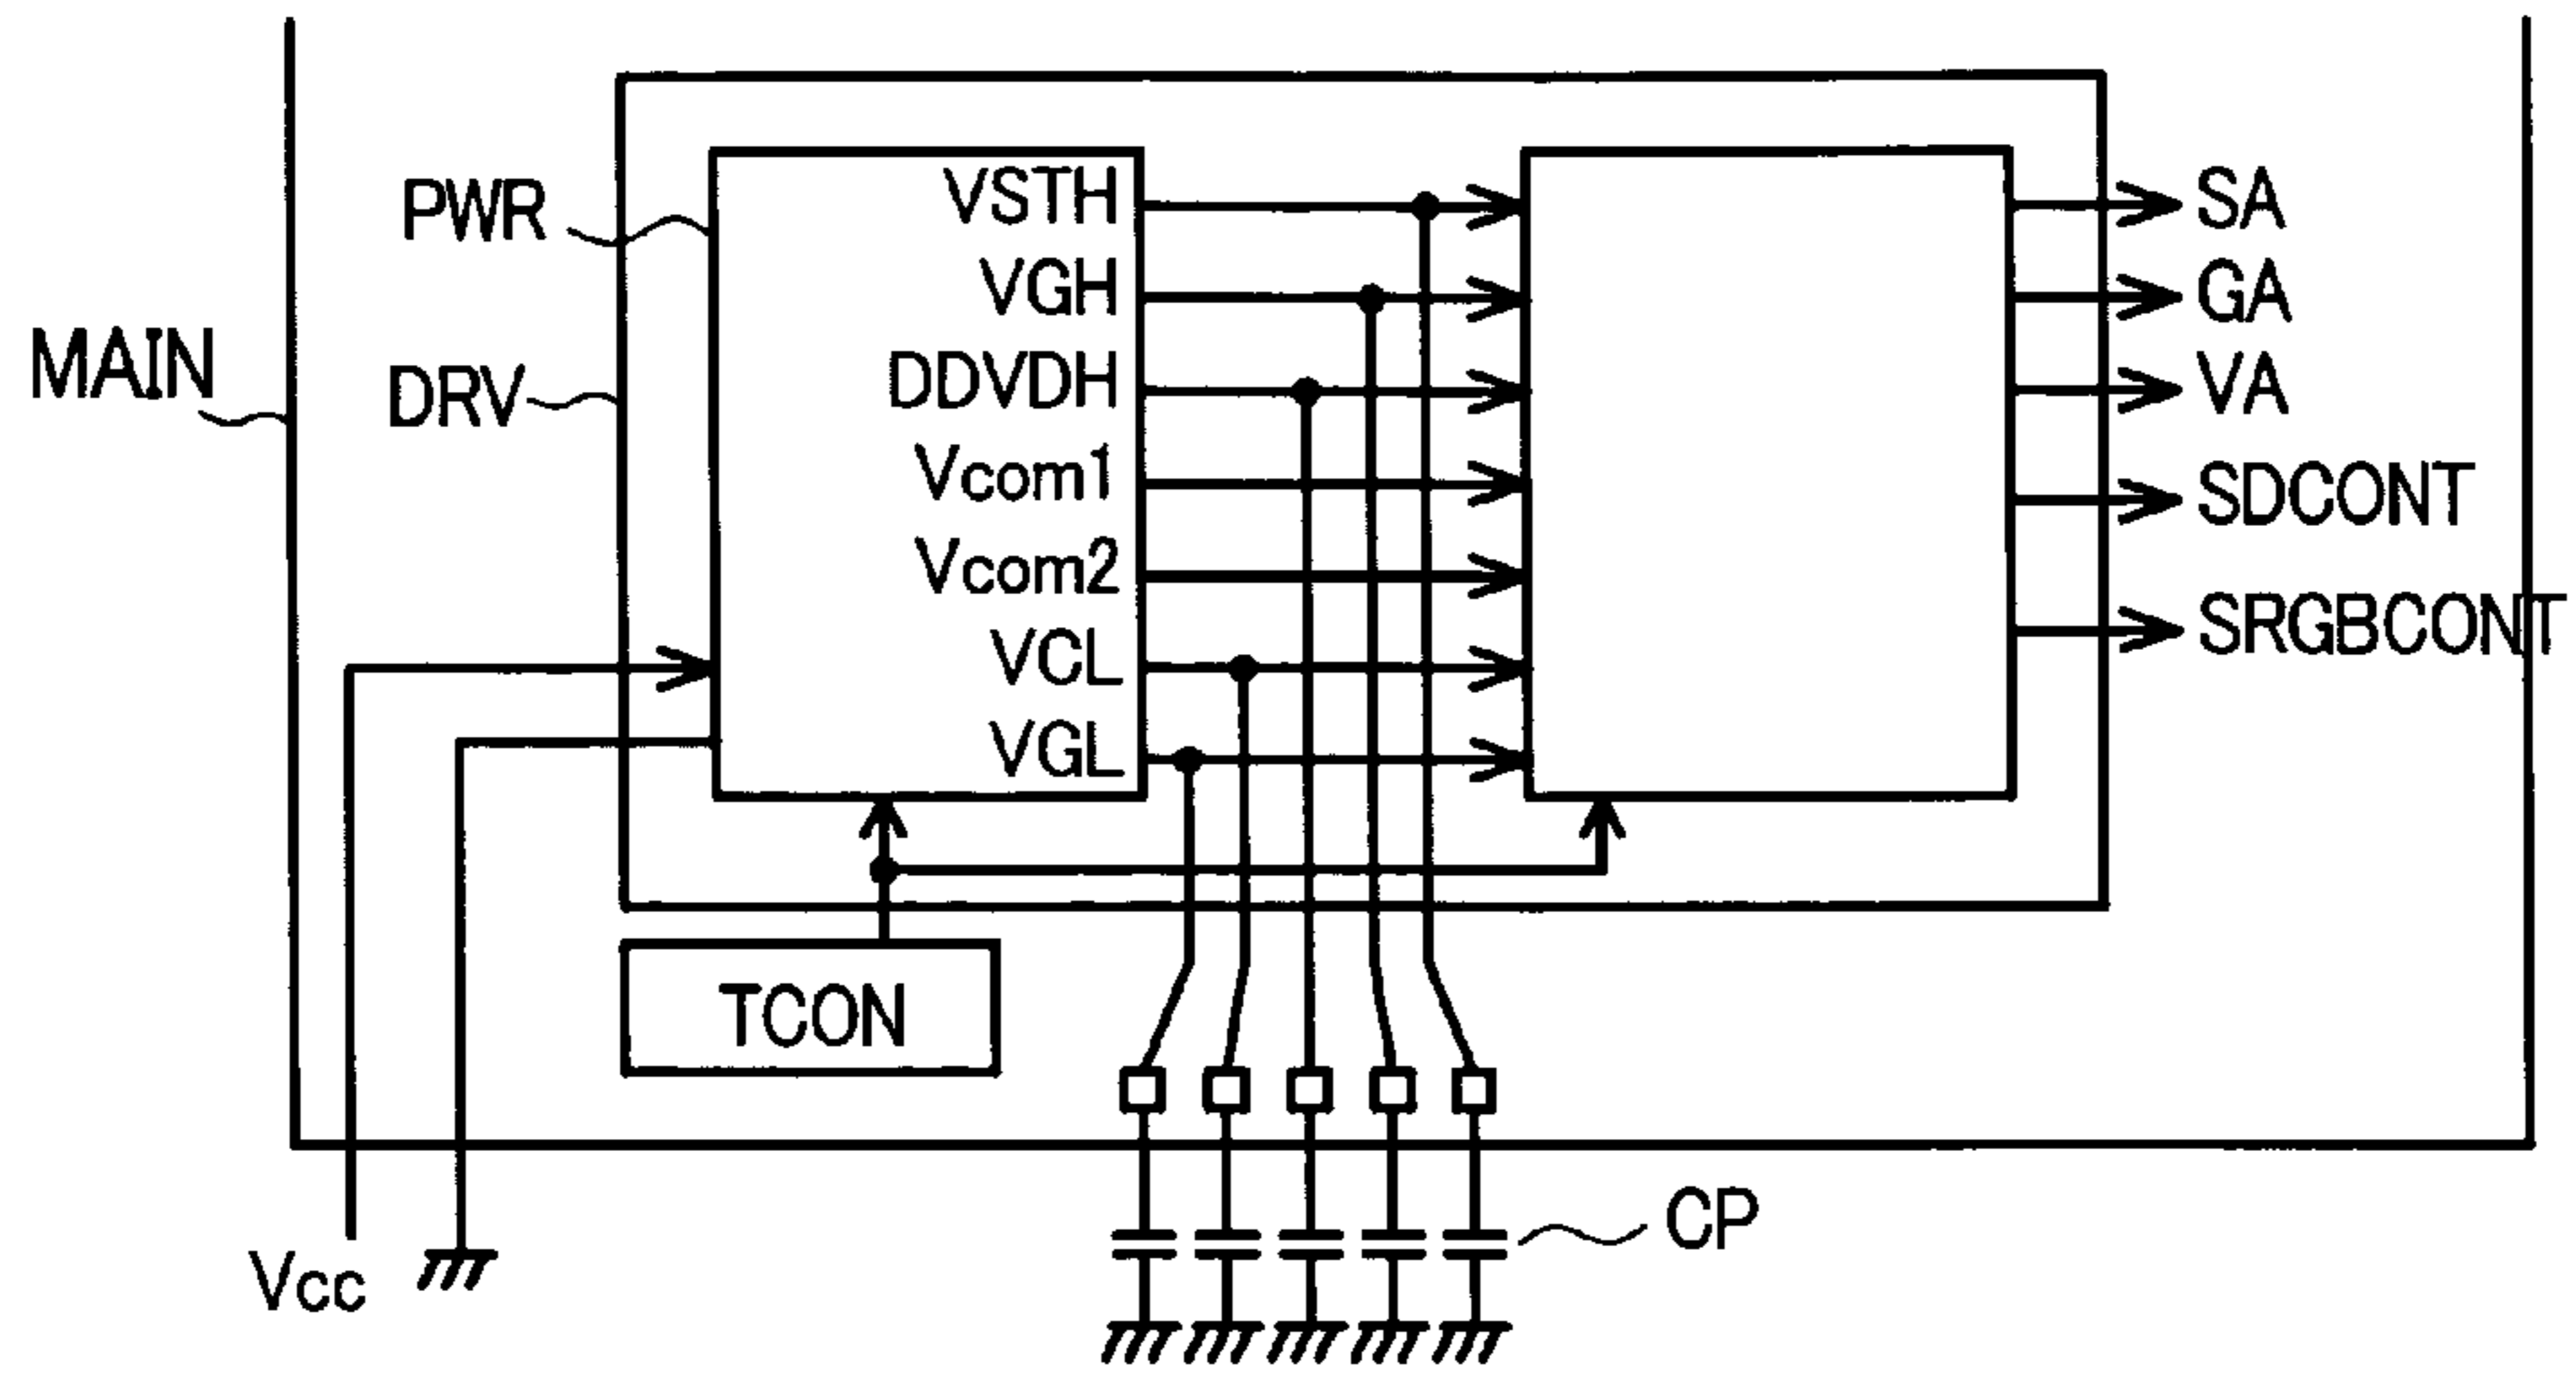 PWR
MAIN
DRV
VSTH
VGH
DDVDH
Vcom1
Vcom2
VCL
VGL
SA
GA
VA
SDCONT
SRGBCONT
TCON
Vcc
CP